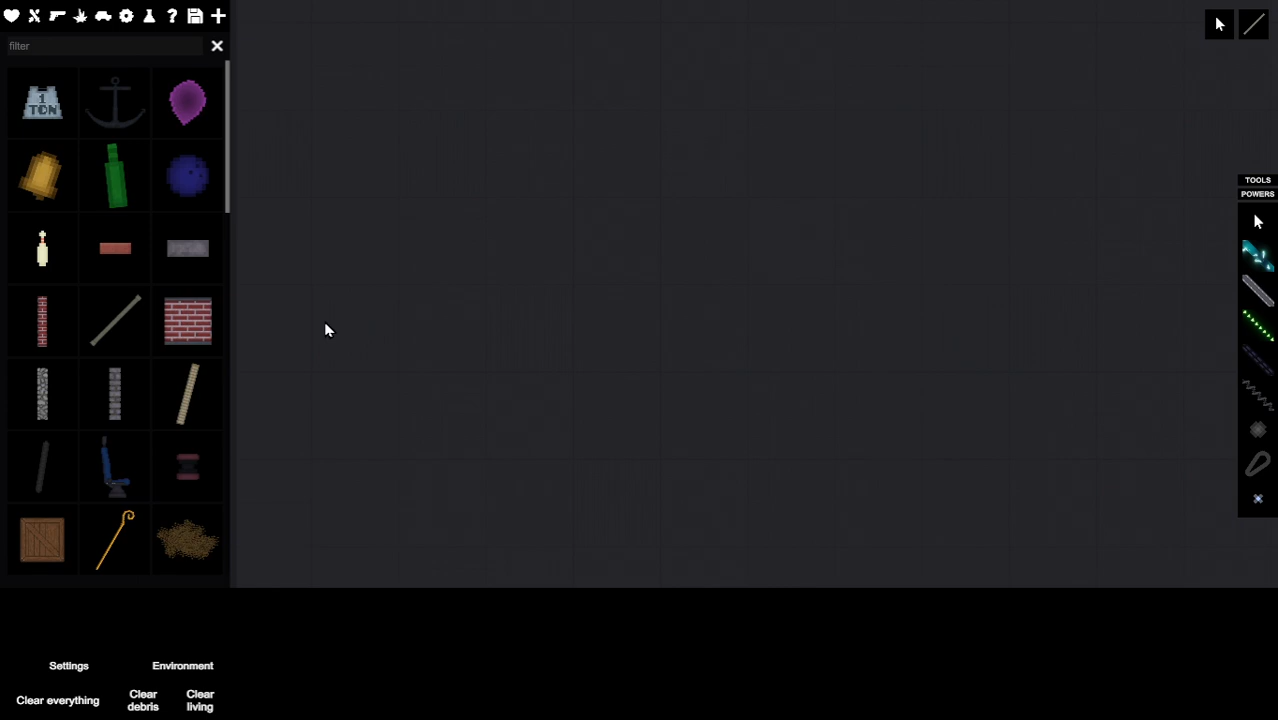 ?
filter
1
TON
TOOLS
POWERS
Settings
Environment
Clear everything
Clear
debris
Clear
living